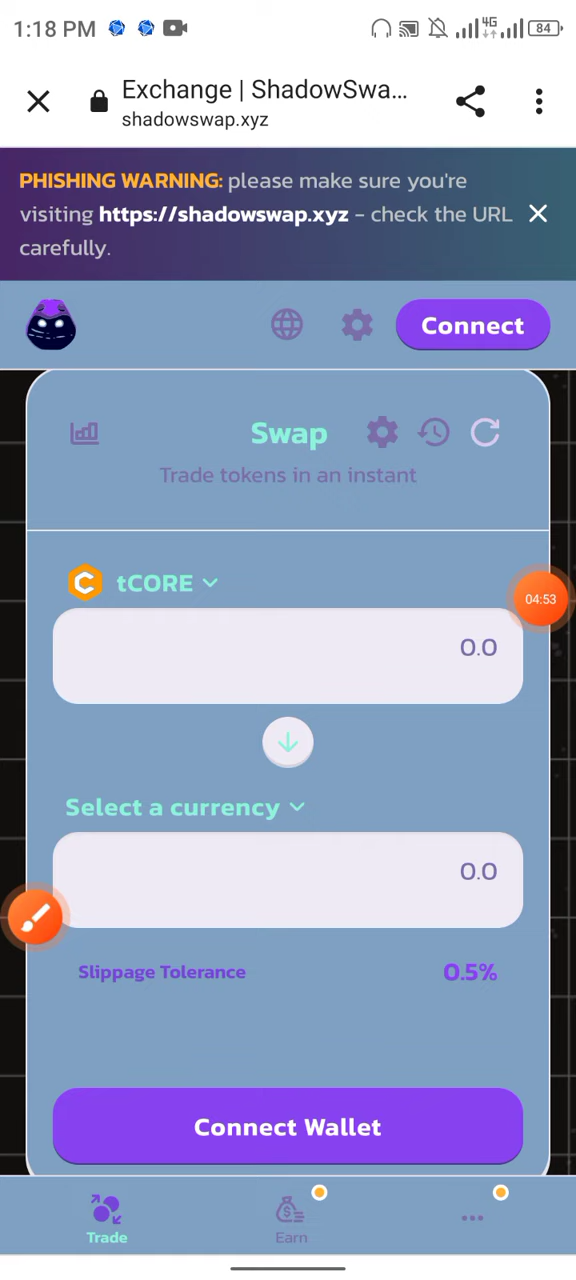 1:18 PM 4G 84
Exchange | ShadowSwa...
shadowswap.xyz
PHISHING WARNING: please make sure you're
visiting https://shadowswap.xyz - check the URL
carefully.
Connect
Swap
Trade tokens in an instant
C tCORE
04:53
0.0
Select a currency
0.0
Slippage Tolerance 0.5%
Connect Wallet
$
Trade Earn